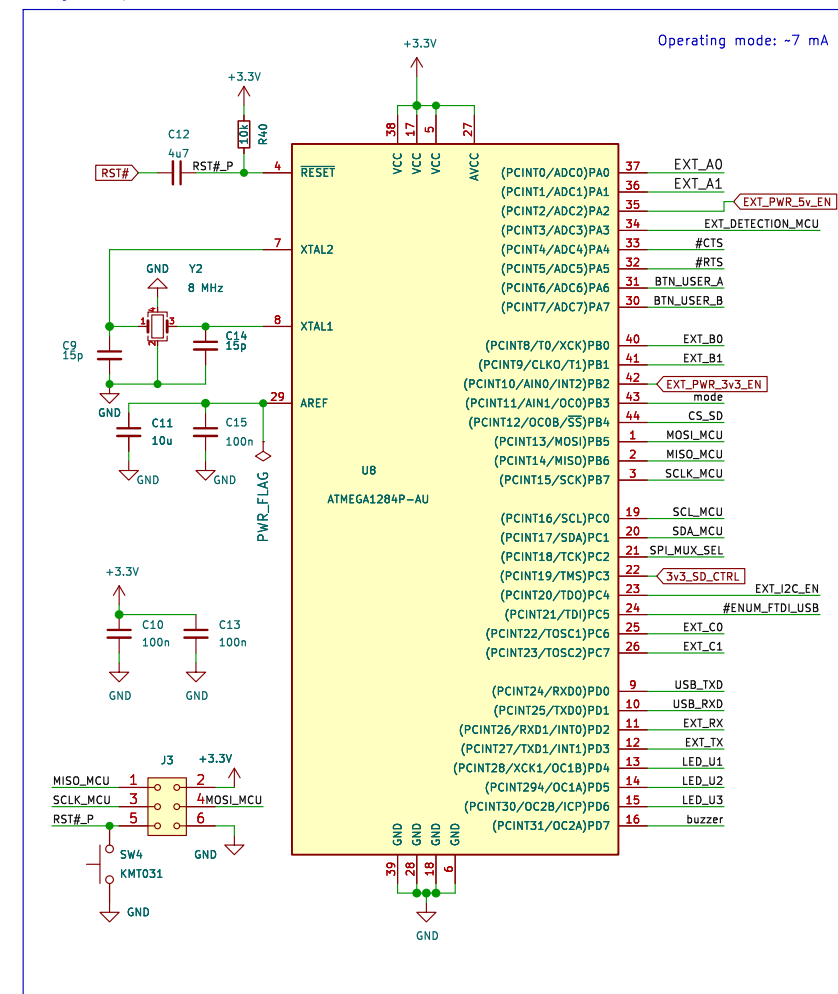 Operating mode: ~7 mA
+3.3V
+3.3V
C12
4u7
10k
R40
RST#
RST#_P
4
RESET
7
XTAL2
GND
Y2
8 MHz
4
1
3
2
8
XTAL1
C9
15p
C14
15p
GND
29
AREF
C11
10u
C15
100n
GND
GND
PWR_FLAG
38
17
5
27
VCC
VCC
VCC
AVCC
U8
ATMEGA1284P-AU
(PCINT0/ADC0)PA0 37 EXT_A0
(PCINT1/ADC1)PA1 36 EXT_A1
(PCINT2/ADC2)PA2 35 EXT_PWR_5v_EN
(PCINT3/ADC3)PA3 34 EXT_DETECTION_MCU
(PCINT4/ADC4)PA4 33 #CTS
(PCINT5/ADC5)PA5 32 #RTS
(PCINT6/ADC6)PA6 31 BTN_USER_A
(PCINT7/ADC7)PA7 30 BTN_USER_B
(PCINT8/T0/XCK)PB0 40 EXT_B0
(PCINT9/CLKO/T1)PB1 41 EXT_B1
(PCINT10/AIN0/INT2)PB2 42 EXT_PWR_3v3_EN
(PCINT11/AIN1/OC0)PB3 43 mode
(PCINT12/OC0B/SS)PB4 44 CS_SD
(PCINT13/MOSI)PB5 1 MOSI_MCU
(PCINT14/MISO)PB6 2 MISO_MCU
(PCINT15/SCK)PB7 3 SCLK_MCU
(PCINT16/SCL)PC0 19 SCL_MCU
(PCINT17/SDA)PC1 20 SDA_MCU
(PCINT18/TCK)PC2 21 SPI_MUX_SEL
(PCINT19/TMS)PC3 22 3v3_SD_CTRL
(PCINT20/TDO)PC4 23 EXT_I2C_EN
(PCINT21/TDI)PC5 24 #ENUM_FTDI_USB
(PCINT22/TOSC1)PC6 25 EXT_C0
(PCINT23/TOSC2)PC7 26 EXT_C1
(PCINT24/RXD0)PD0 9 USB_TXD
(PCINT25/TXD0)PD1 10 USB_RXD
(PCINT26/RXD1/INT0)PD2 11 EXT_RX
(PCINT27/TXD1/INT1)PD3 12 EXT_TX
(PCINT28/XCK1/OC1B)PD4 13 LED_U1
(PCINT294/OC1A)PD5 14 LED_U2
(PCINT30/OC2B/ICP)PD6 15 LED_U3
(PCINT31/OC2A)PD7 16 buzzer
+3.3V
C10
100n
C13
100n
GND
GND
J3
+3.3V
MISO_MCU 1 2
SCLK_MCU 3 4 MOSI_MCU
RST#_P 5 6
GND
SW4
KMT031
GND
GND
GND
GND
GND
39
28
18
6
GND